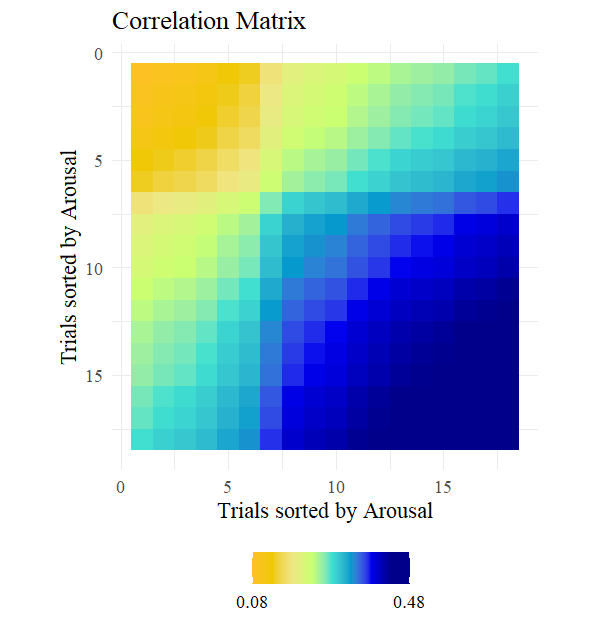 Correlation Matrix
0
5
10
15
Trials sorted by Arousal
0 5 10 15
Trials sorted by Arousal
0.08 0.48